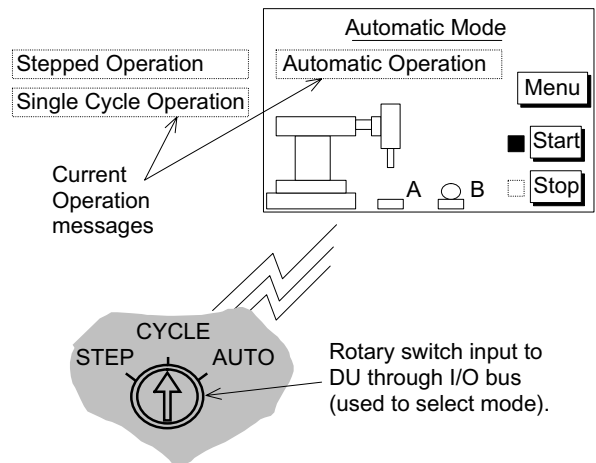 Automatic Mode
Stepped Operation
Automatic Operation
Single Cycle Operation
Menu
Start
Current
Operation
messages
A
B
Stop
CYCLE
STEP
AUTO
Rotary switch input to
DU through I/O bus
(used to select mode).